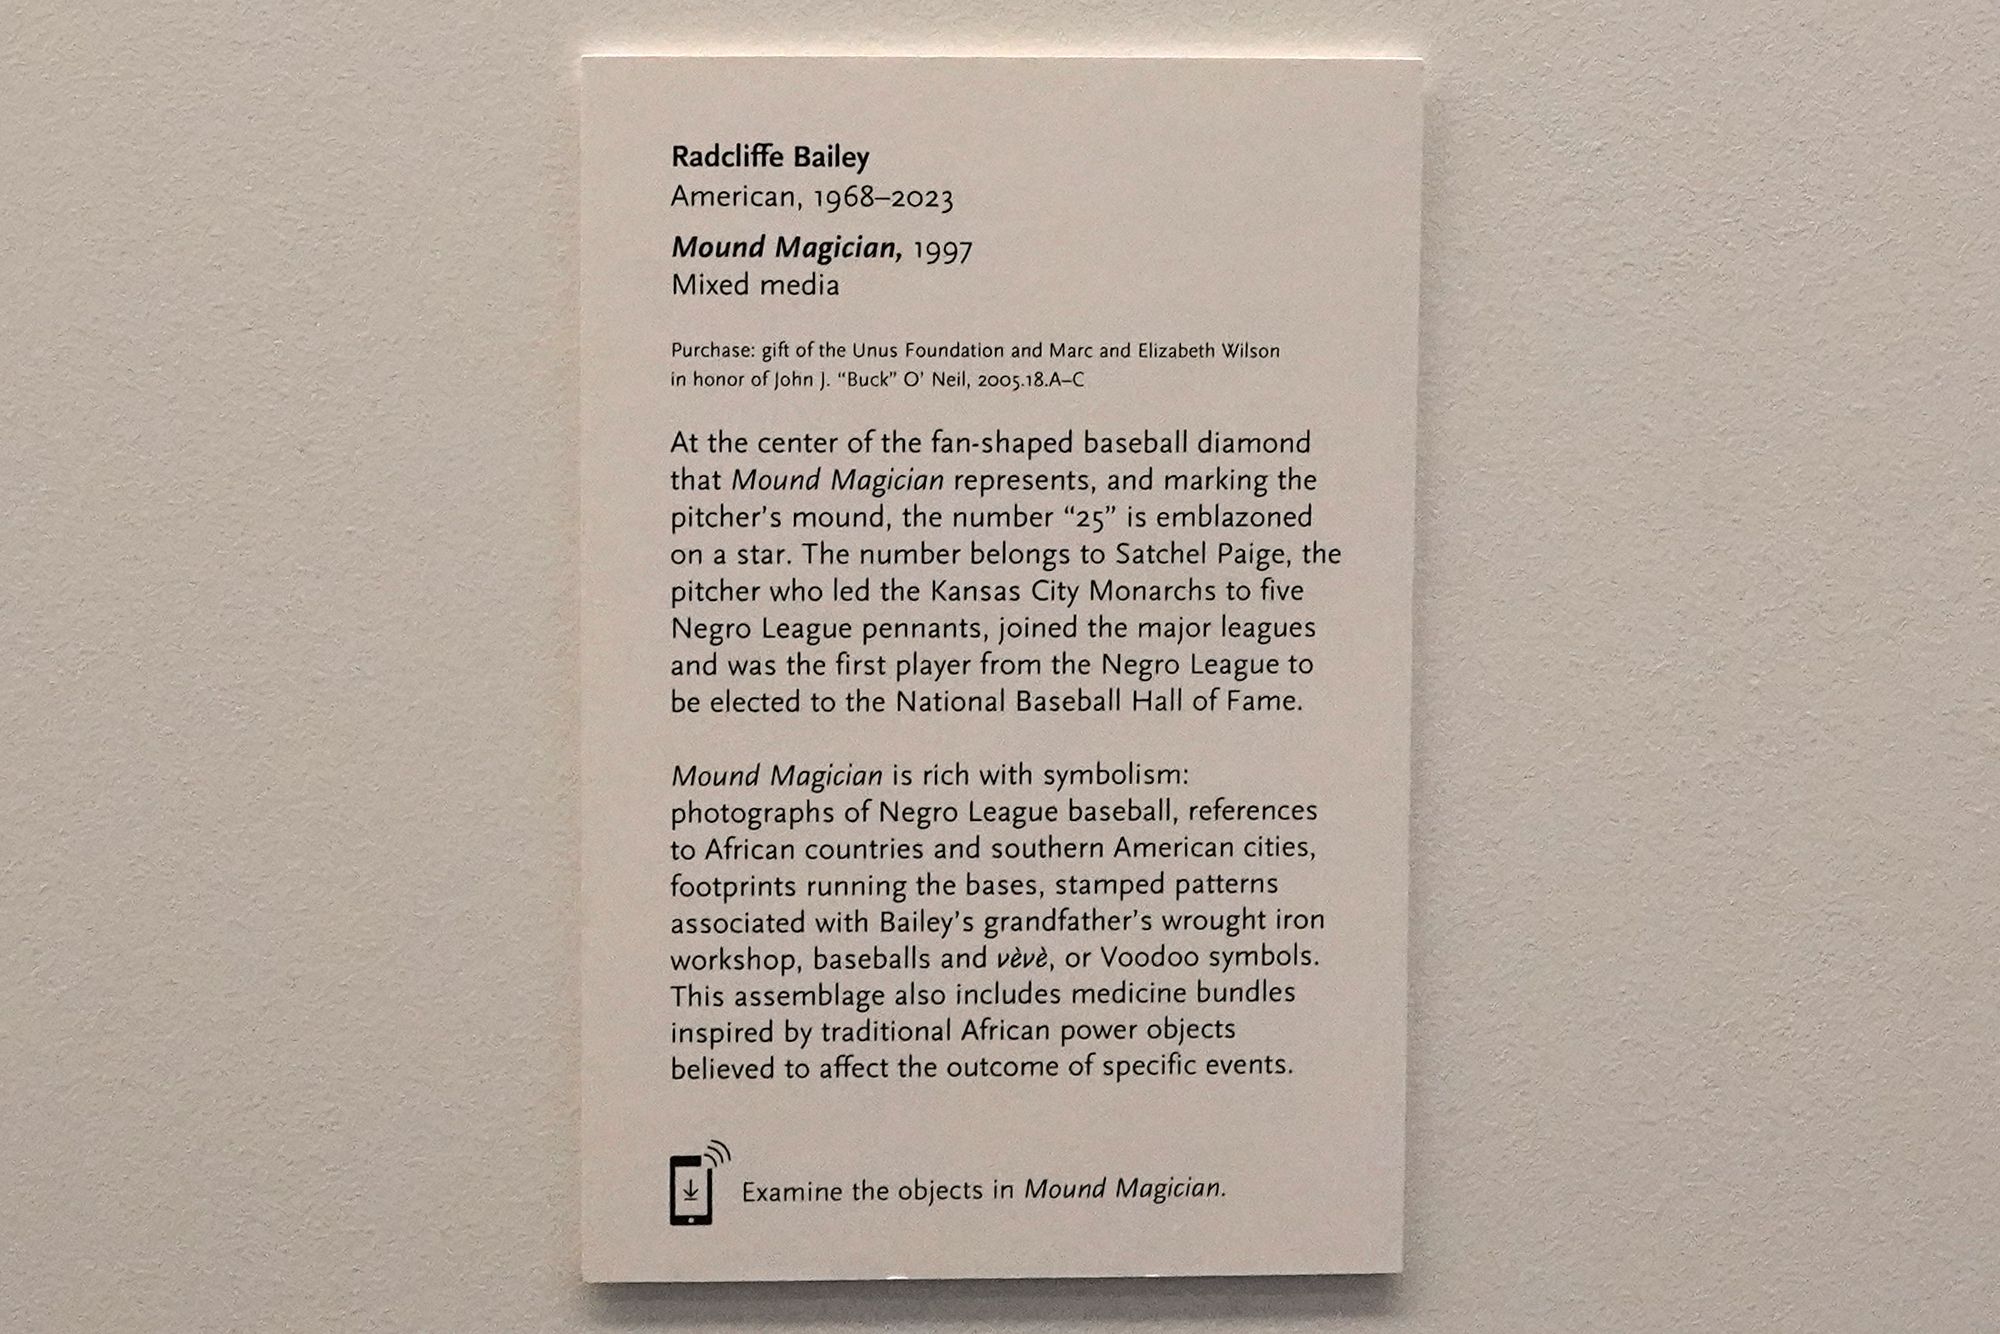 Radcliffe Bailey
American, 1968–2023
Mound Magician, 1997
Mixed media
Purchase: gift of the Unus Foundation and Marc and Elizabeth Wilson
in honor of John J. “Buck” O’ Neil, 2005.18.A–C
At the center of the fan-shaped baseball diamond
that Mound Magician represents, and marking the
pitcher’s mound, the number “25” is emblazoned
on a star. The number belongs to Satchel Paige, the
pitcher who led the Kansas City Monarchs to five
Negro League pennants, joined the major leagues
and was the first player from the Negro League to
be elected to the National Baseball Hall of Fame.
Mound Magician is rich with symbolism:
photographs of Negro League baseball, references
to African countries and southern American cities,
footprints running the bases, stamped patterns
associated with Bailey’s grandfather’s wrought iron
workshop, baseballs and vèvè, or Voodoo symbols.
This assemblage also includes medicine bundles
inspired by traditional African power objects
believed to affect the outcome of specific events.
Examine the objects in Mound Magician.